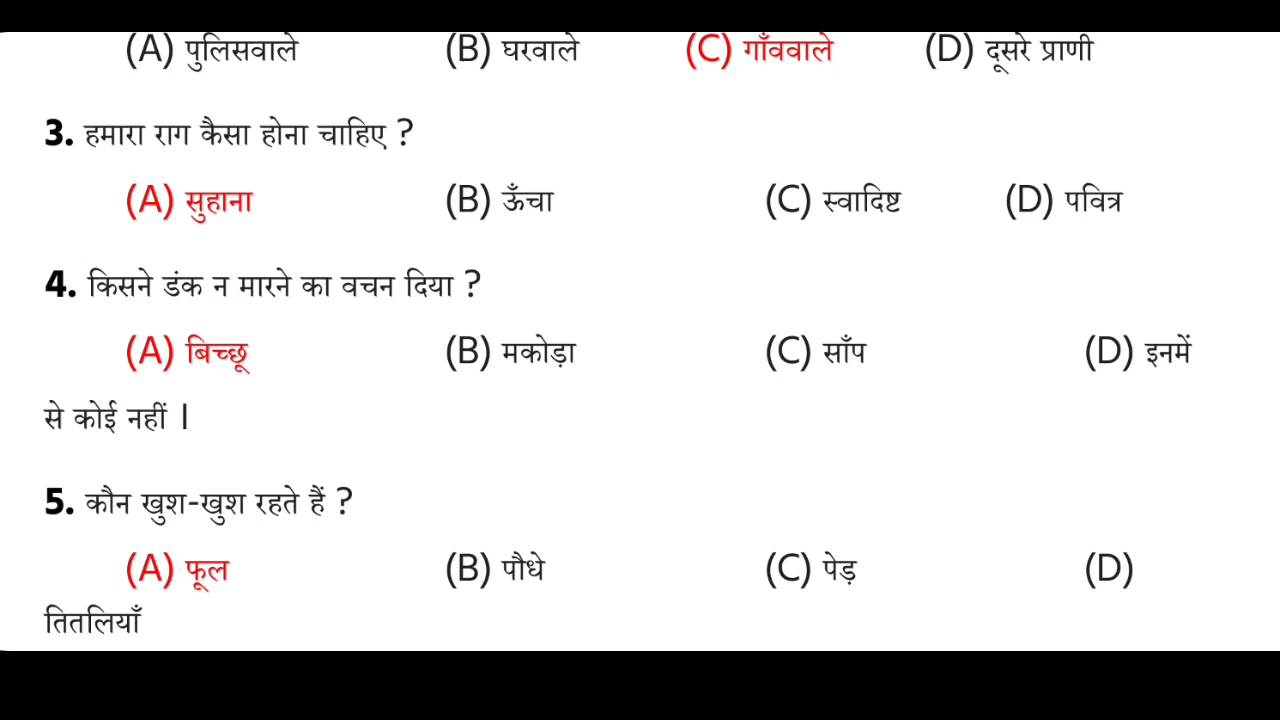 (A) पुलिसवाले (B) घरवाले (C) गाँववाले (D) दूसरे प्राणी
3. हमारा राग कैसा होना चाहिए ?
(A) सुहाना (B) ऊँचा (C) स्वादिष्ट (D) पवित्र
4. किसने डंक न मारने का वचन दिया ?
(A) बिच्छू (B) मकोड़ा (C) साँप (D) इनमें
से कोई नहीं ।
5. कौन खुश-खुश रहते हैं ?
(A) फूल (B) पौधे (C) पेड़ (D)
तितलियाँ